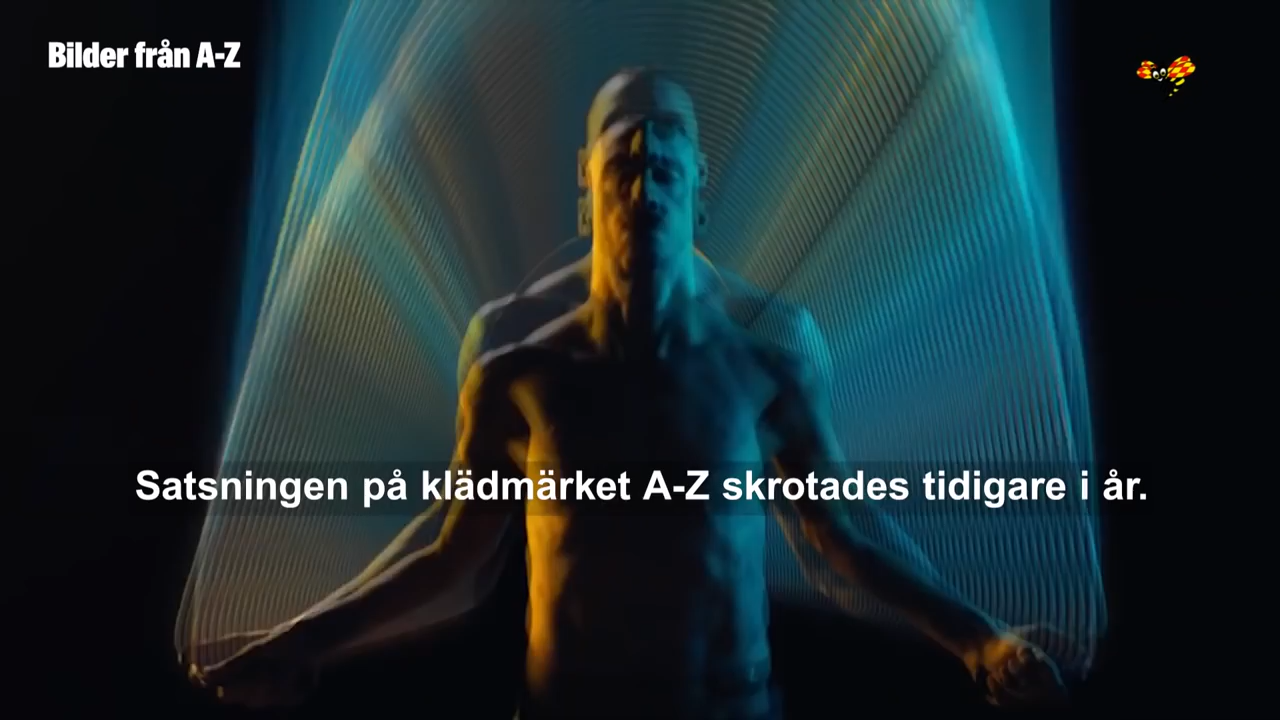 Bilder från A-Z
Satsningen på klädmärket A-Z skrotades tidigare i år.